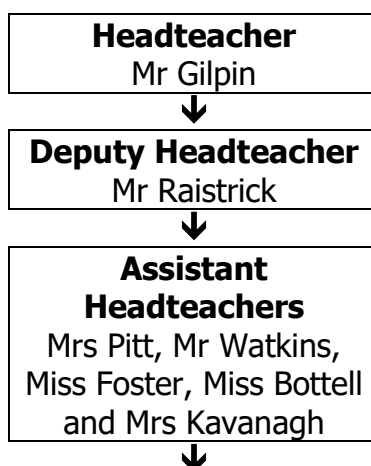 Headteacher
Mr Gilpin
Deputy Headteacher
Mr Raistrick
Assistant
Headteachers
Mrs Pitt, Mr Watkins,
Miss Foster, Miss Bottell
and Mrs Kavanagh